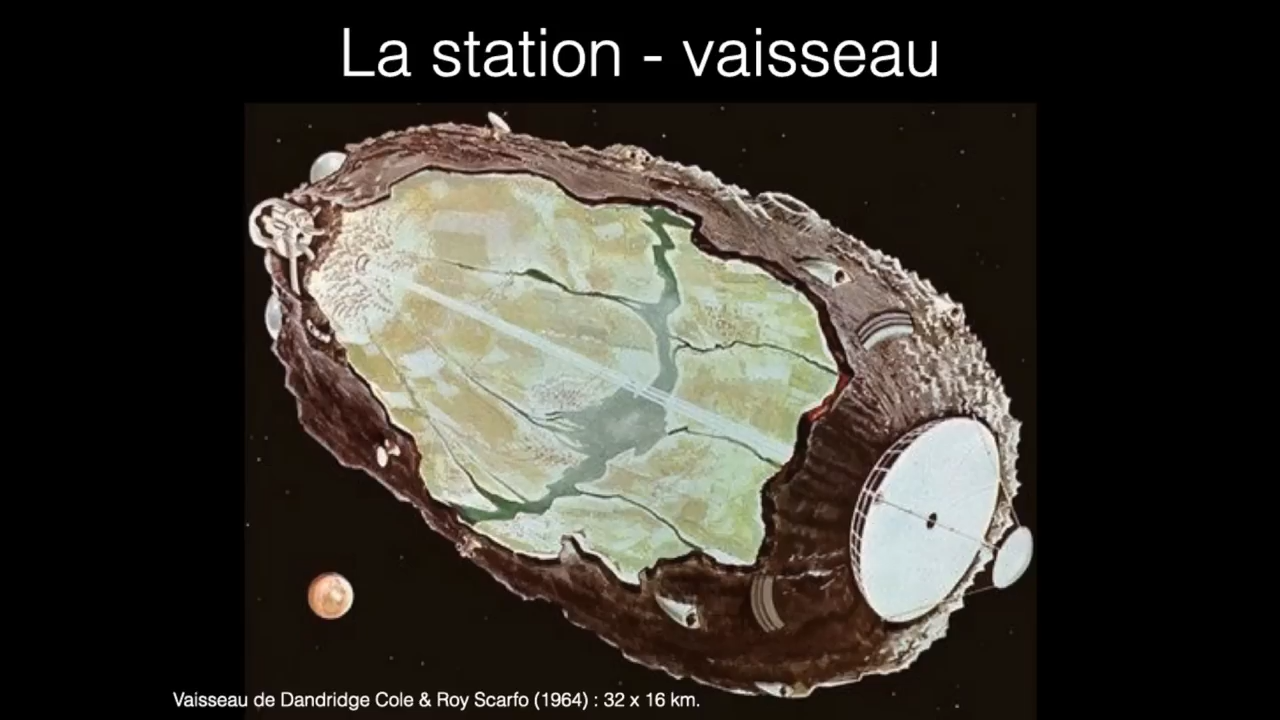 La station - vaisseau
Vaisseau de Dandridge Cole & Roy Scarfo (1964) : 32 x 16 km.